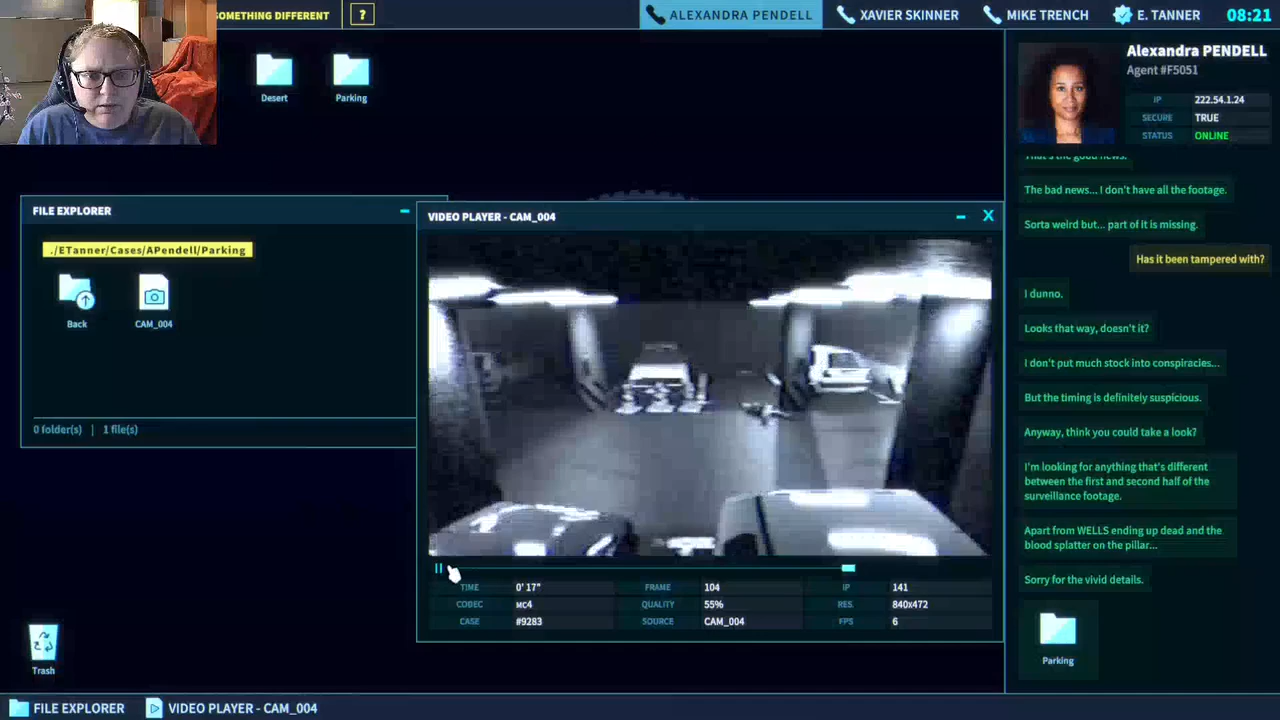 SOMETHING DIFFERENT
?
ALEXANDRA PENDELL
XAVIER SKINNER
MIKE TRENCH
E. TANNER
08:21
Desert
Parking
Alexandra PENDELL
Agent #F5051
IP 222.54.1.24
SECURE TRUE
STATUS ONLINE
That's the good news.
The bad news... I don't have all the footage.
Sorta weird but... part of it is missing.
Has it been tampered with?
I dunno.
Looks that way, doesn't it?
I don't put much stock into conspiracies...
But the timing is definitely suspicious.
Anyway, think you could take a look?
I'm looking for anything that's different
between the first and second half of the
surveillance footage.
Apart from WELLS ending up dead and the
blood splatter on the pillar...
Sorry for the vivid details.
Parking
FILE EXPLORER
./ETanner/Cases/APendell/Parking
Back
CAM_004
0 folder(s) | 1 file(s)
VIDEO PLAYER - CAM_004
X
TIME 0' 17" FRAME 104 IP 141
CODEC MC4 QUALITY 55% RES. 840x472
CASE #9283 SOURCE CAM_004 FPS 6
Trash
FILE EXPLORER
VIDEO PLAYER - CAM_004